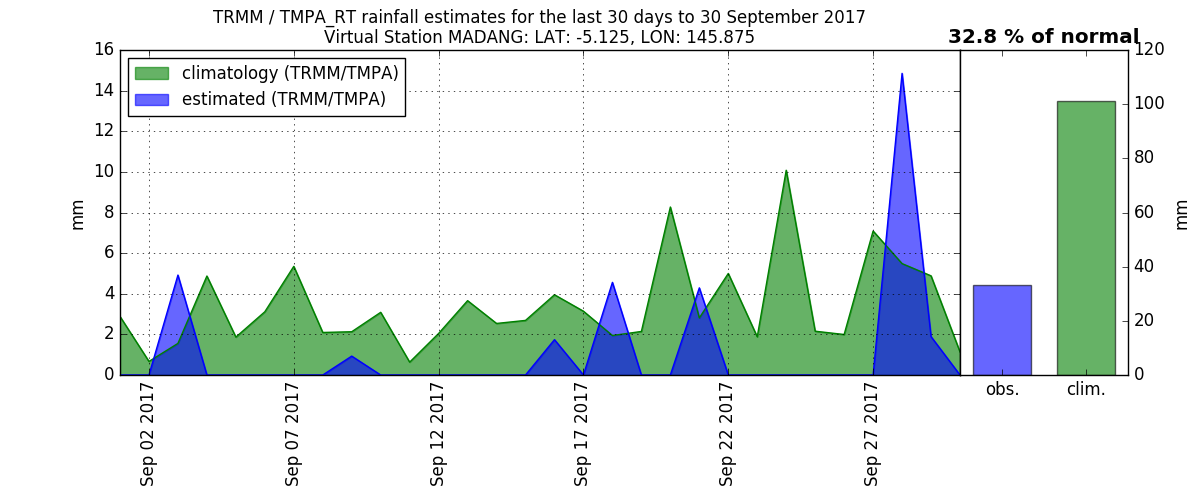 TRMM / TMPA_RT rainfall estimates for the last 30 days to 30 September 2017
Virtual Station MADANG: LAT: -5.125, LON: 145.875
32.8 % of normal
climatology (TRMM/TMPA)
estimated (TRMM/TMPA)
16
14
12
10
8
6
4
2
0
mm
Sep 02 2017
Sep 07 2017
Sep 12 2017
Sep 17 2017
Sep 22 2017
Sep 27 2017
obs.
clim.
120
100
80
60
40
20
0
mm